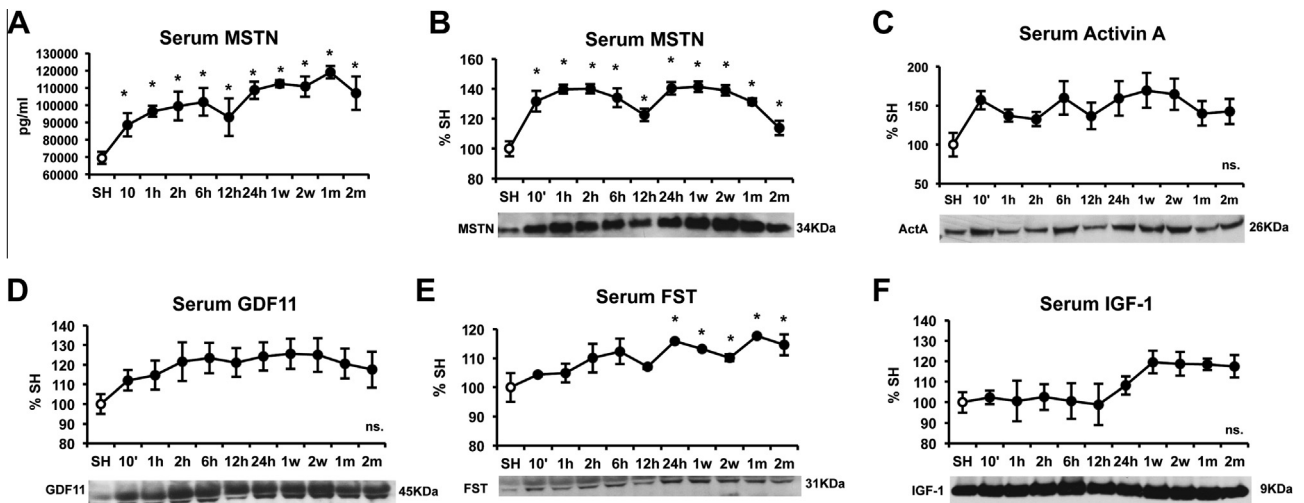 A
Serum MSTN
pg/ml
130000
120000
110000
100000
90000
80000
70000
60000
* * * * * * * * * *
SH 10 1h 2h 6h 12h 24h 1w 2w 1m 2m
B
Serum MSTN
% SH
160
140
120
100
80
* * * * * * * * * *
SH 10' 1h 2h 6h 12h 24h 1w 2w 1m 2m
MSTN 34KDa
C
Serum Activin A
% SH
200
150
100
50
ns.
SH 10' 1h 2h 6h 12h 24h 1w 2w 1m 2m
ActA 26KDa
D
Serum GDF11
% SH
140
130
120
110
100
90
80
ns.
SH 10' 1h 2h 6h 12h 24h 1w 2w 1m 2m
GDF11 45KDa
E
Serum FST
% SH
120
110
100
90
80
* * * * *
SH 10' 1h 2h 6h 12h 24h 1w 2w 1m 2m
FST 31KDa
F
Serum IGF-1
% SH
140
130
120
110
100
90
80
ns.
SH 10' 1h 2h 6h 12h 24h 1w 2w 1m 2m
IGF-1 9KDa